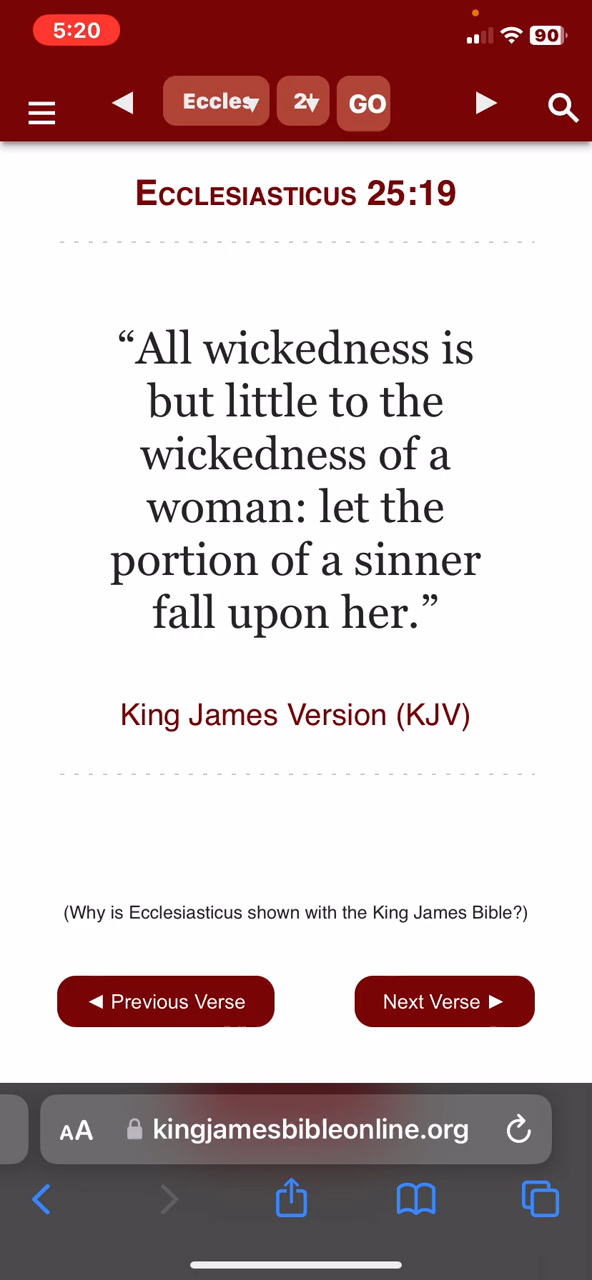 5:20
90
Eccles
GO
ECCLESIASTICUS 25:19
“All wickedness is
but little to the
wickedness of a
woman: let the
portion of a sinner
fall upon her.”
King James Version (KJV)
(Why is Ecclesiasticus shown with the King James Bible?)
◀ Previous Verse
Next Verse ▶
AA
kingjamesbibleonline.org